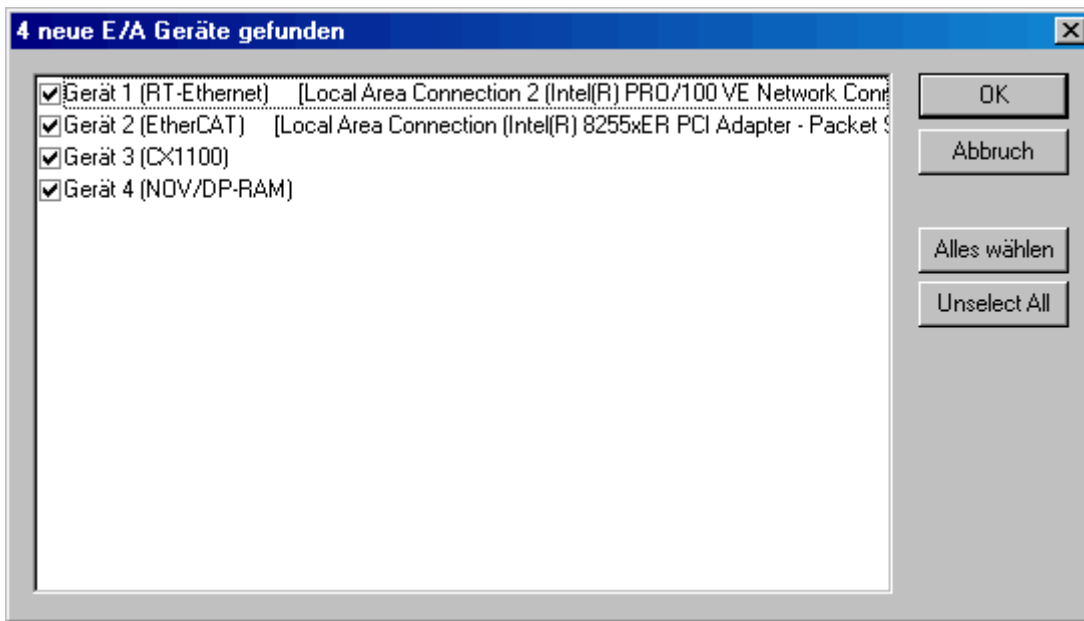 4 neue E/A Geräte gefunden
Gerät 1 (RT-Ethernet) [Local Area Connection 2 (Intel(R) PRO/100 VE Network
Gerät 2 (EtherCAT) [Local Area Connection (Intel(R) 8255xER PCI Adapter - Packet
Gerät 3 (CX1100)
Gerät 4 (NOV/DP-RAM)
OK
Abbruch
Alles wählen
Unselect All